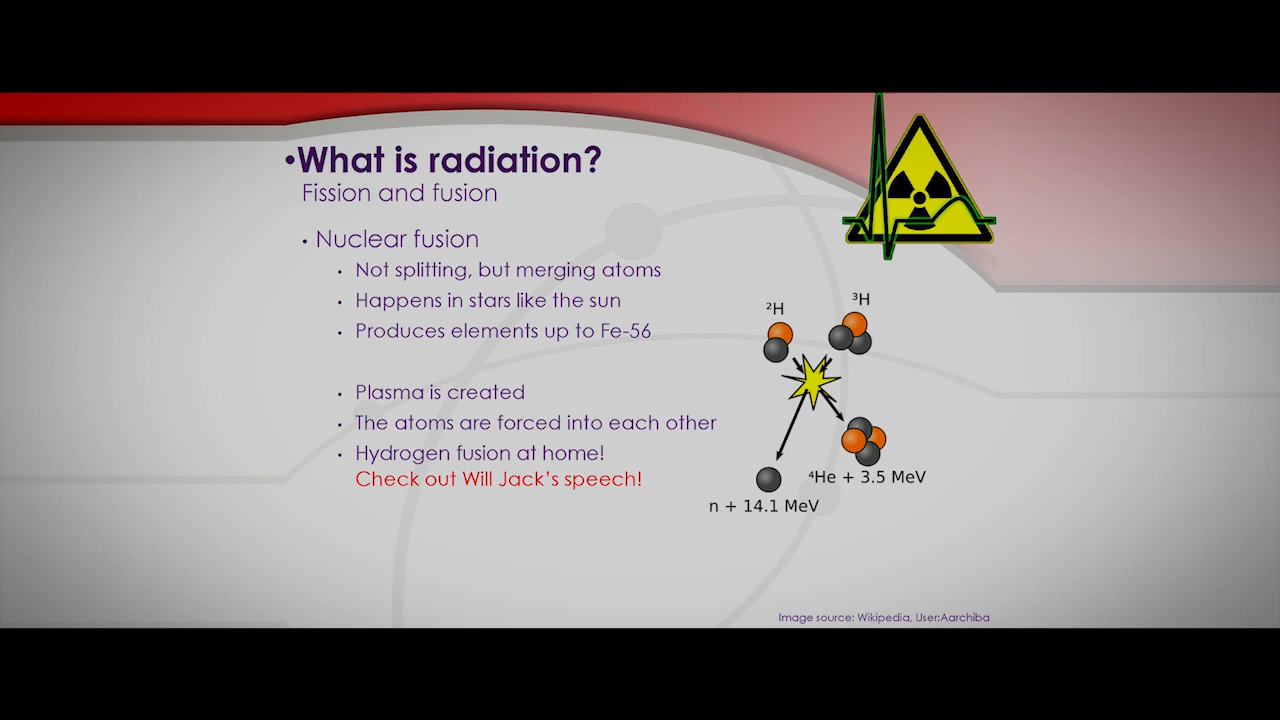 •What is radiation?
Fission and fusion
• Nuclear fusion
• Not splitting, but merging atoms
• Happens in stars like the sun
• Produces elements up to Fe-56
• Plasma is created
• The atoms are forced into each other
• Hydrogen fusion at home!
Check out Will Jack's speech!
²H
³H
⁴He + 3.5 MeV
n + 14.1 MeV
Image source: Wikipedia, User:Aarchiba